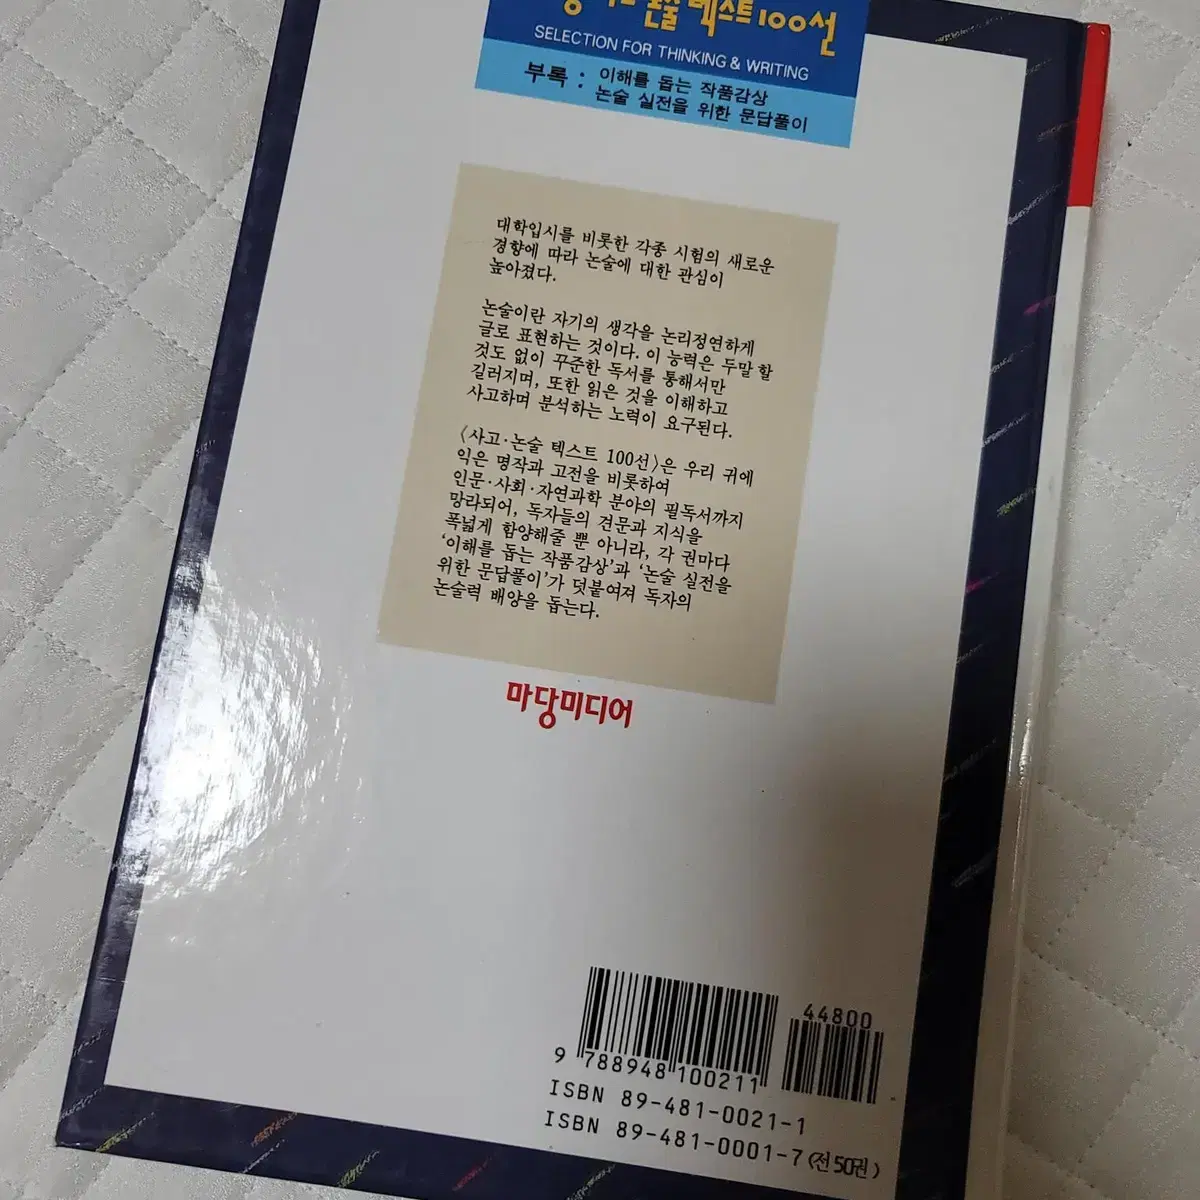 논술 텍스트 100선
SELECTION FOR THINKING & WRITING
부록 : 이해를 돕는 작품감상
논술 실전을 위한 문답풀이
대학입시를 비롯한 각종 시험의 새로운
경향에 따라 논술에 대한 관심이
높아졌다.
논술이란 자기의 생각을 논리정연하게
글로 표현하는 것이다. 이 능력은 두말 할
것도 없이 꾸준한 독서를 통해서만
길러지며, 또한 읽은 것을 이해하고
사고하며 분석하는 노력이 요구된다.
〈사고·논술 텍스트 100선〉은 우리 귀에
익은 명작과 고전을 비롯하여
인문·사회·자연과학 분야의 필독서까지
망라되어, 독자들의 견문과 지식을
폭넓게 함양해줄 뿐 아니라, 각 권마다
‘이해를 돕는 작품감상’과 ‘논술 실전을
위한 문답풀이’가 덧붙여져 독자의
논술력 배양을 돕는다.
마당미디어
44800
9 788948 100211
ISBN 89-481-0021-1
ISBN 89-481-0001-7 (전50권)